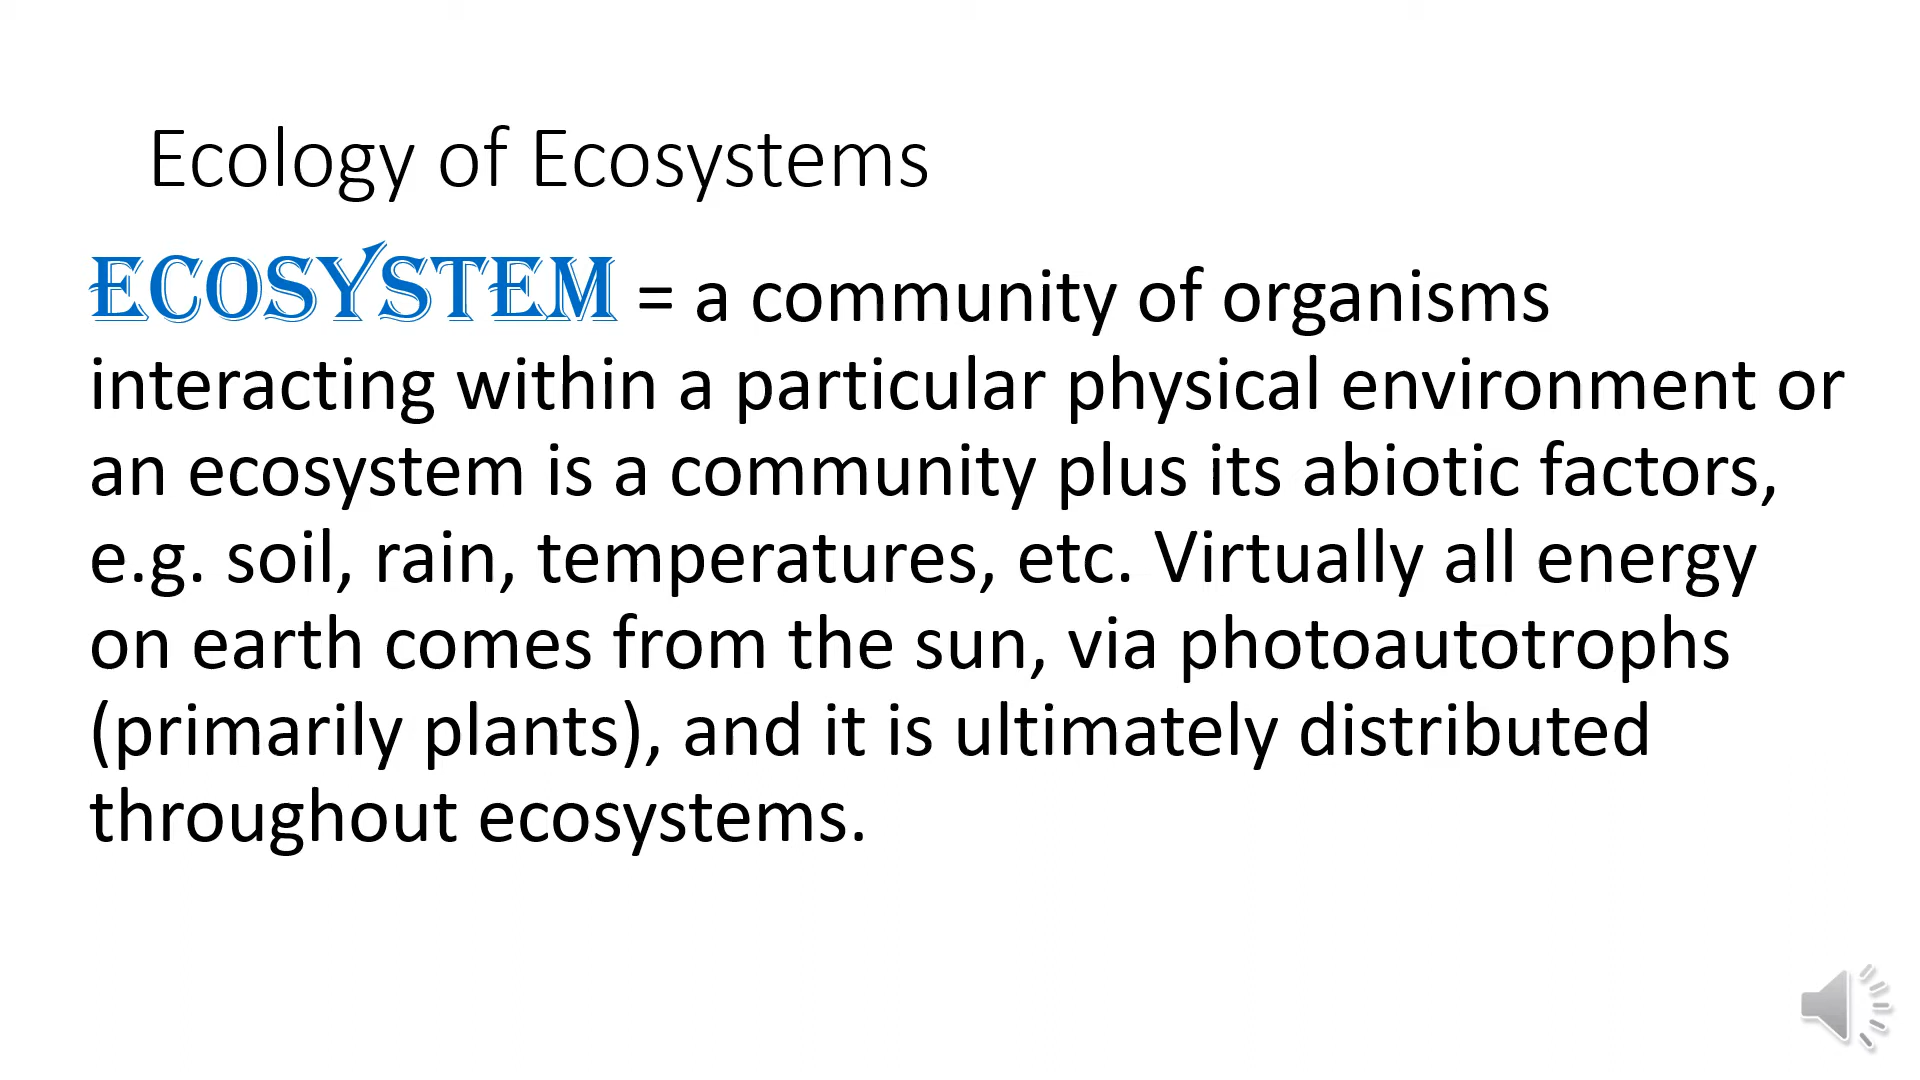 Ecology of Ecosystems
ECOSYSTEM = a community of organisms
interacting within a particular physical environment or
an ecosystem is a community plus its abiotic factors,
e.g. soil, rain, temperatures, etc. Virtually all energy
on earth comes from the sun, via photoautotrophs
(primarily plants), and it is ultimately distributed
throughout ecosystems.